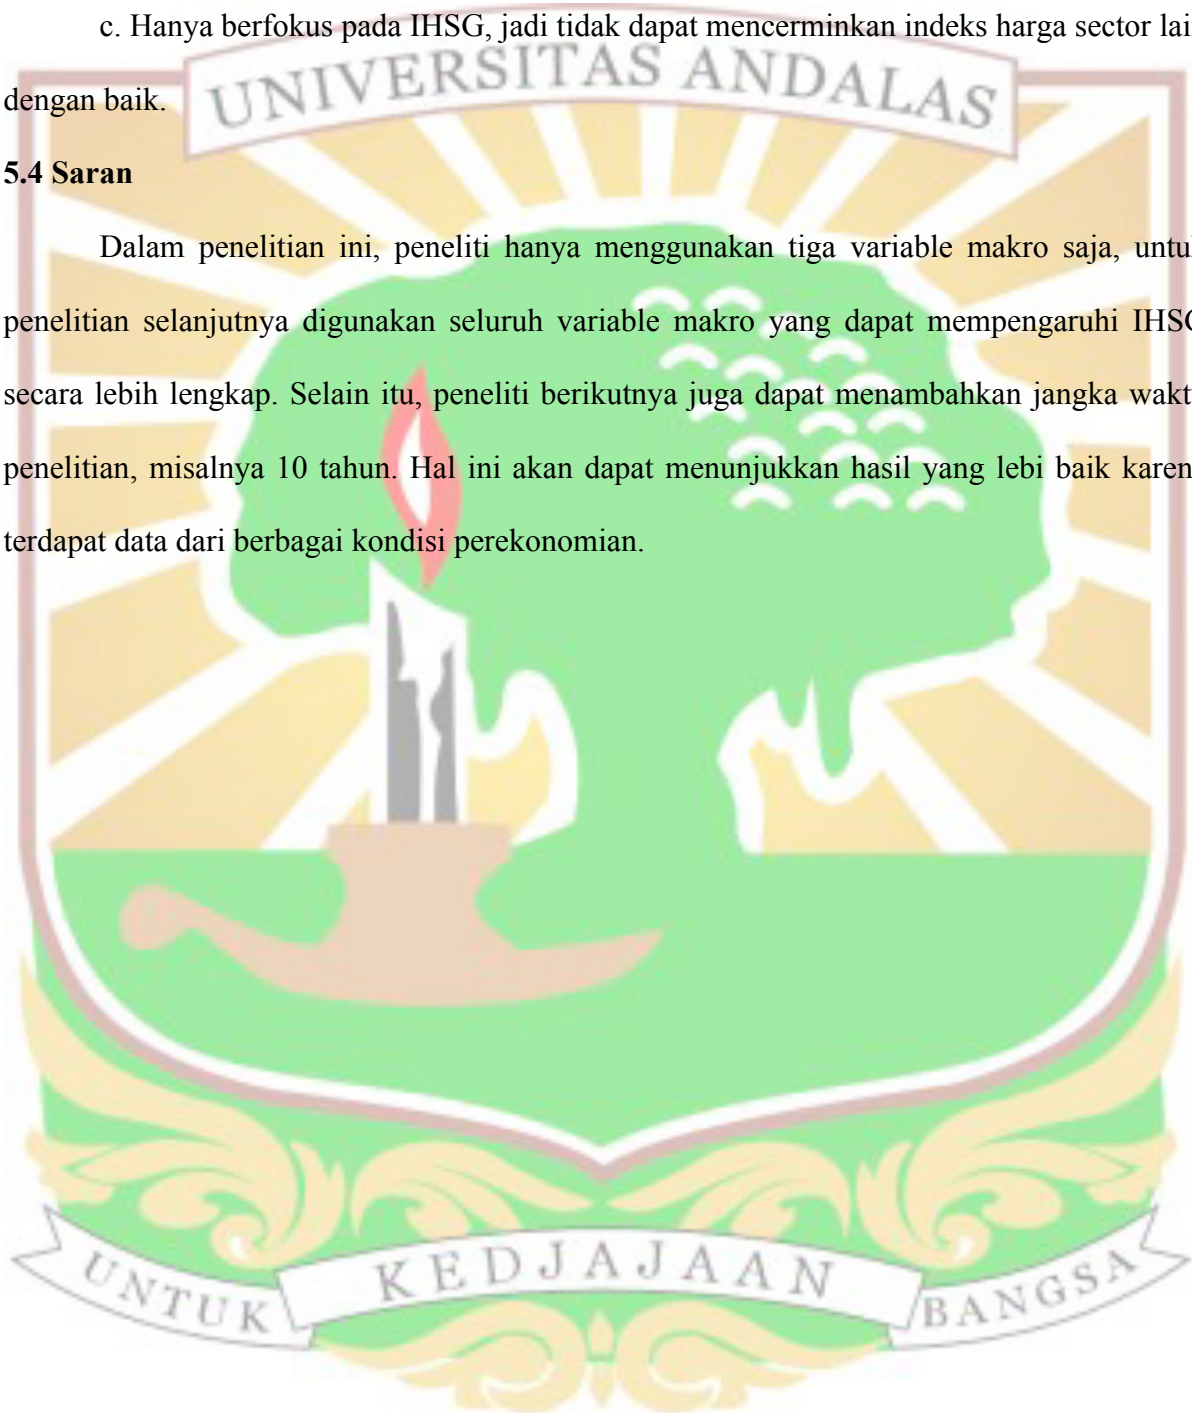 c. Hanya berfokus pada IHSG, jadi tidak dapat mencerminkan indeks harga sector lai
dengan baik.
UNIVERSITAS ANDALAS
5.4 Saran
Dalam penelitian ini, peneliti hanya menggunakan tiga variable makro saja, untu
penelitian selanjutnya digunakan seluruh variable makro yang dapat mempengaruhi IHSG
secara lebih lengkap. Selain itu, peneliti berikutnya juga dapat menambahkan jangka wakt
penelitian, misalnya 10 tahun. Hal ini akan dapat menunjukkan hasil yang lebi baik karen
terdapat data dari berbagai kondisi perekonomian.
UNTUK KEDJAJAAN BANGSA